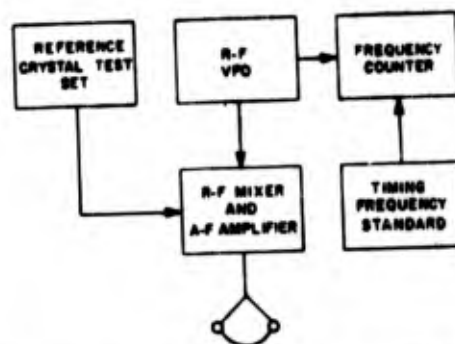 REFERENCE
CRYSTAL TEST
SET
R-F
VFO
FREQUENCY
COUNTER
R-F MIXER
AND
A-F AMPLIFIER
TIMING
FREQUENCY
STANDARD